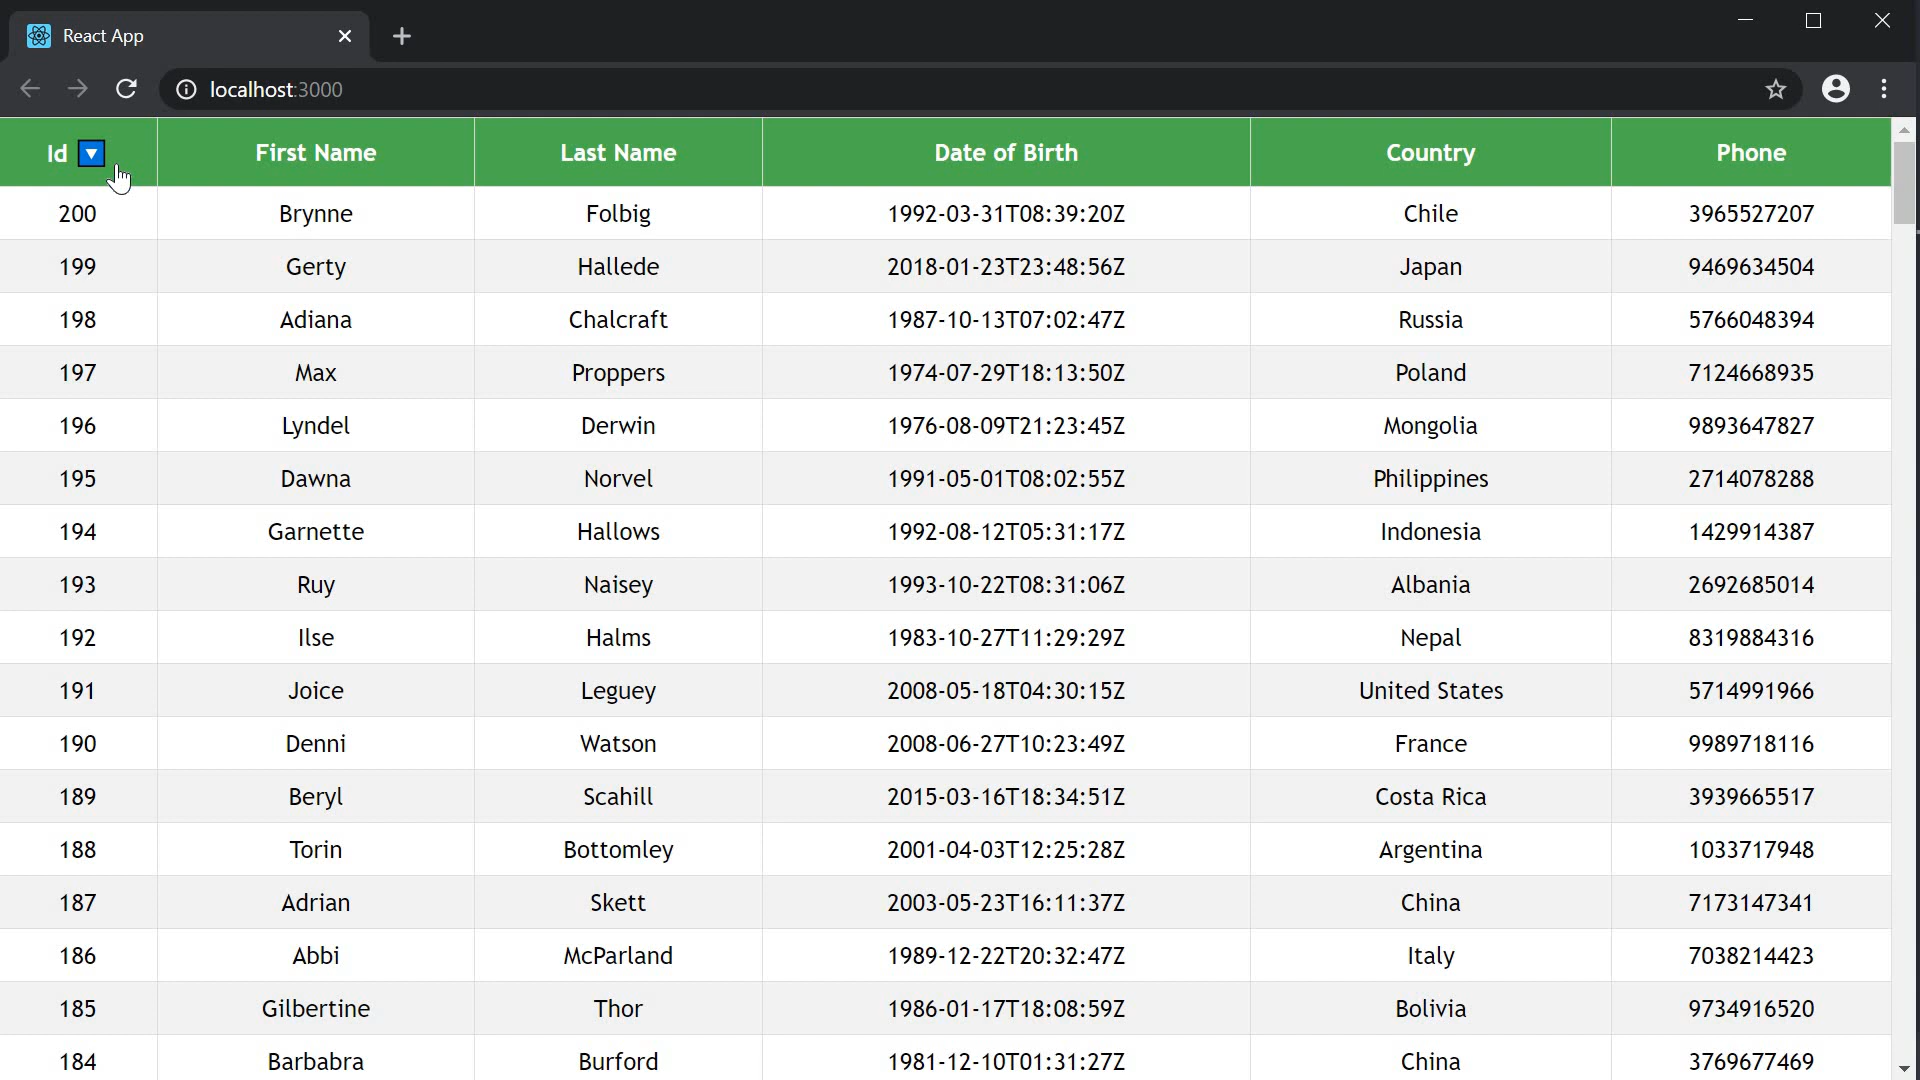 React App
localhost:3000
Id 🔽 First Name Last Name Date of Birth Country Phone
200 Brynne Folbig 1992-03-31T08:39:20Z Chile 3965527207
199 Gerty Hallede 2018-01-23T23:48:56Z Japan 9469634504
198 Adiana Chalcraft 1987-10-13T07:02:47Z Russia 5766048394
197 Max Proppers 1974-07-29T18:13:50Z Poland 7124668935
196 Lyndel Derwin 1976-08-09T21:23:45Z Mongolia 9893647827
195 Dawna Norvel 1991-05-01T08:02:55Z Philippines 2714078288
194 Garnette Hallows 1992-08-12T05:31:17Z Indonesia 1429914387
193 Ruy Naisey 1993-10-22T08:31:06Z Albania 2692685014
192 Ilse Halms 1983-10-27T11:29:29Z Nepal 8319884316
191 Joice Leguey 2008-05-18T04:30:15Z United States 5714991966
190 Denni Watson 2008-06-27T10:23:49Z France 9989718116
189 Beryl Scahill 2015-03-16T18:34:51Z Costa Rica 3939665517
188 Torin Bottomley 2001-04-03T12:25:28Z Argentina 1033717948
187 Adrian Skett 2003-05-23T16:11:37Z China 7173147341
186 Abbi McParland 1989-12-22T20:32:47Z Italy 7038214423
185 Gilbertine Thor 1986-01-17T18:08:59Z Bolivia 9734916520
184 Barbabra Burford 1981-12-10T01:31:27Z China 3769677469